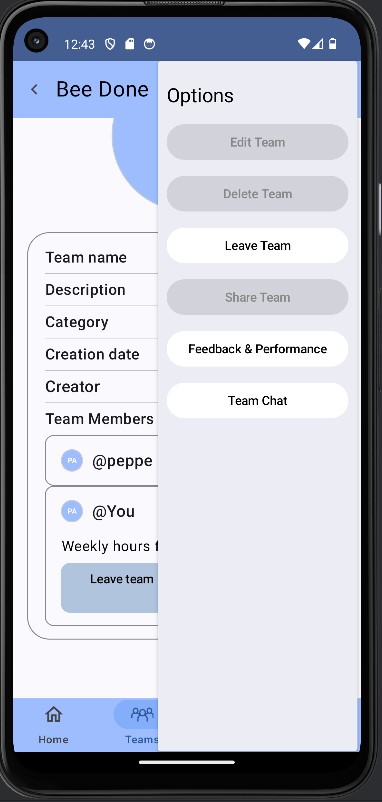 12:43
Bee Done
Options
Edit Team
Delete Team
Leave Team
Share Team
Feedback & Performance
Team Chat
Team name
Description
Category
Creation date
Creator
Team Members
PA @peppe
PA @You
Weekly hours
Leave team
Home
Teams